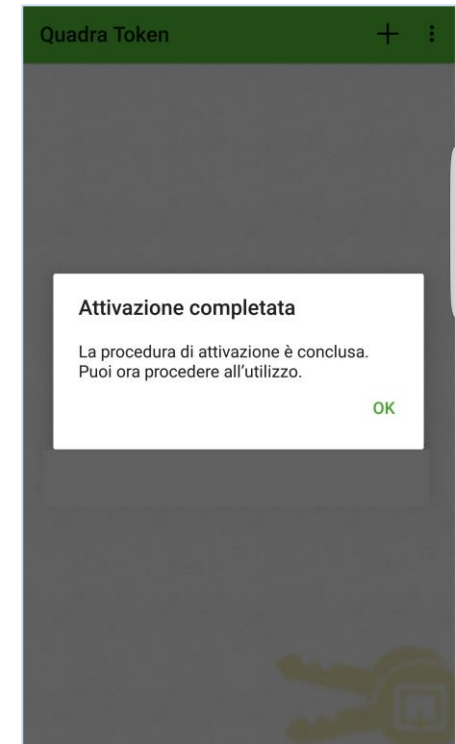 Quadra Token
Attivazione completata
La procedura di attivazione è conclusa.
Puoi ora procedere all'utilizzo.
OK